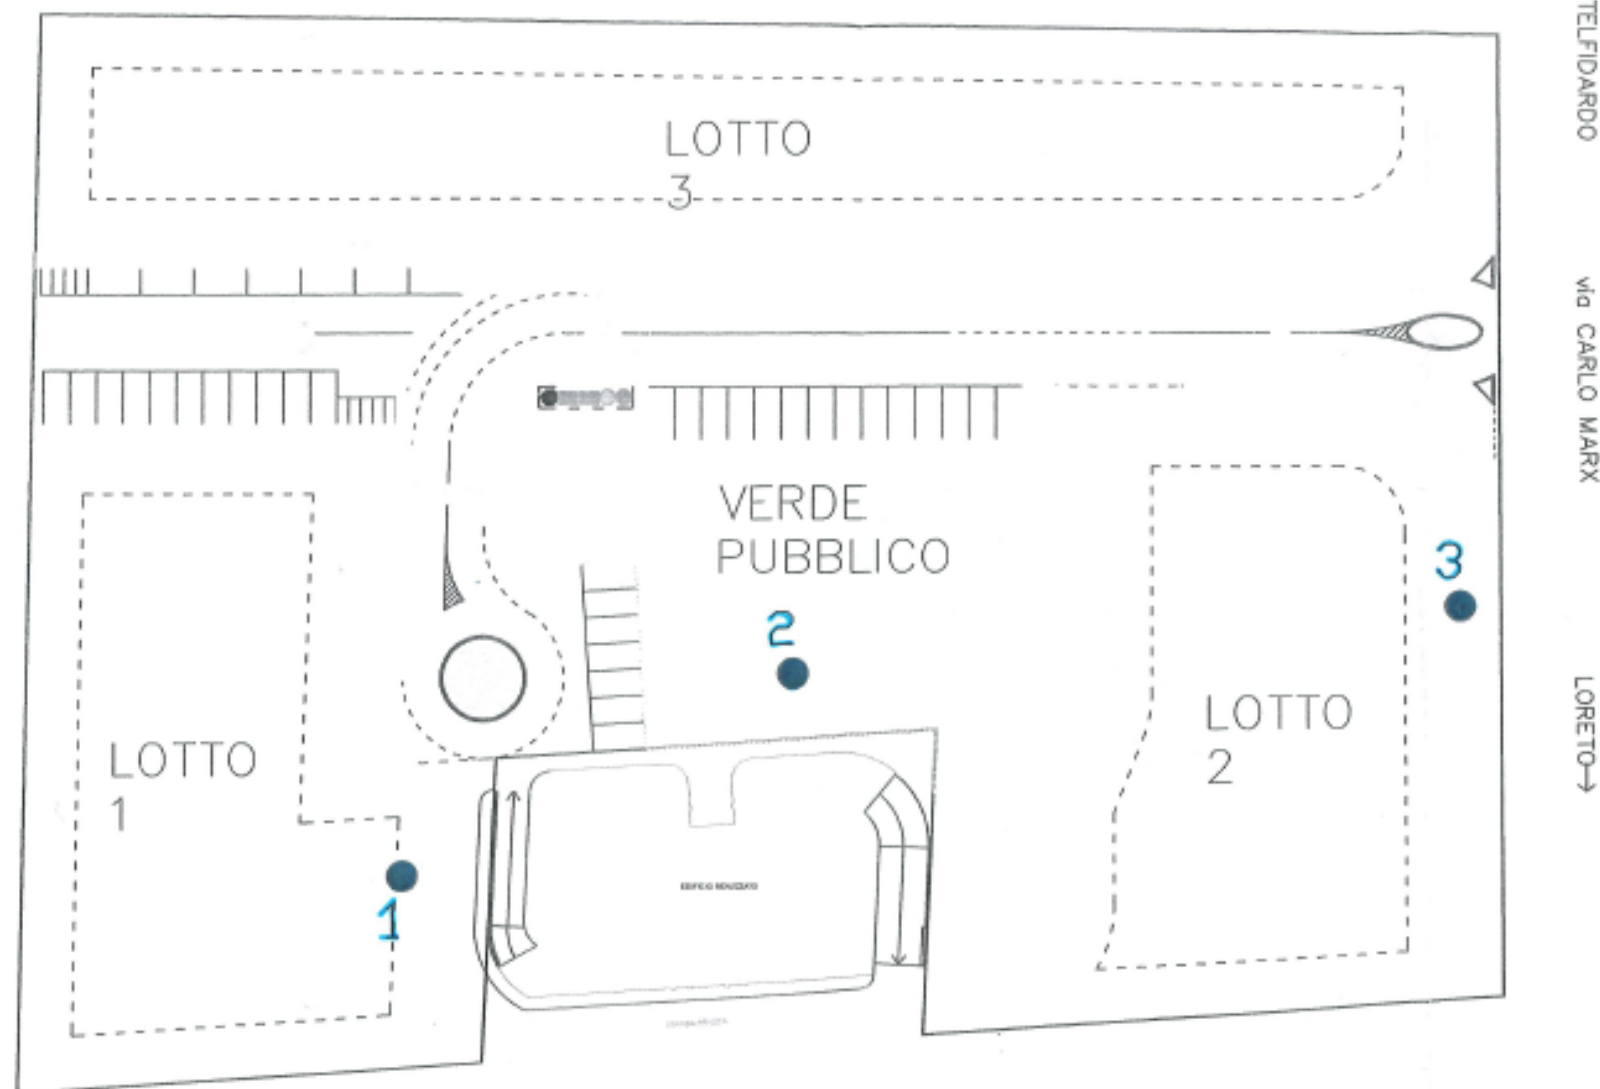 LOTTO
3
VERDE
PUBBLICO
2
3
LOTTO
1
LOTTO
2
1
TELFIDARDO
via CARLO MARX
LORETO→